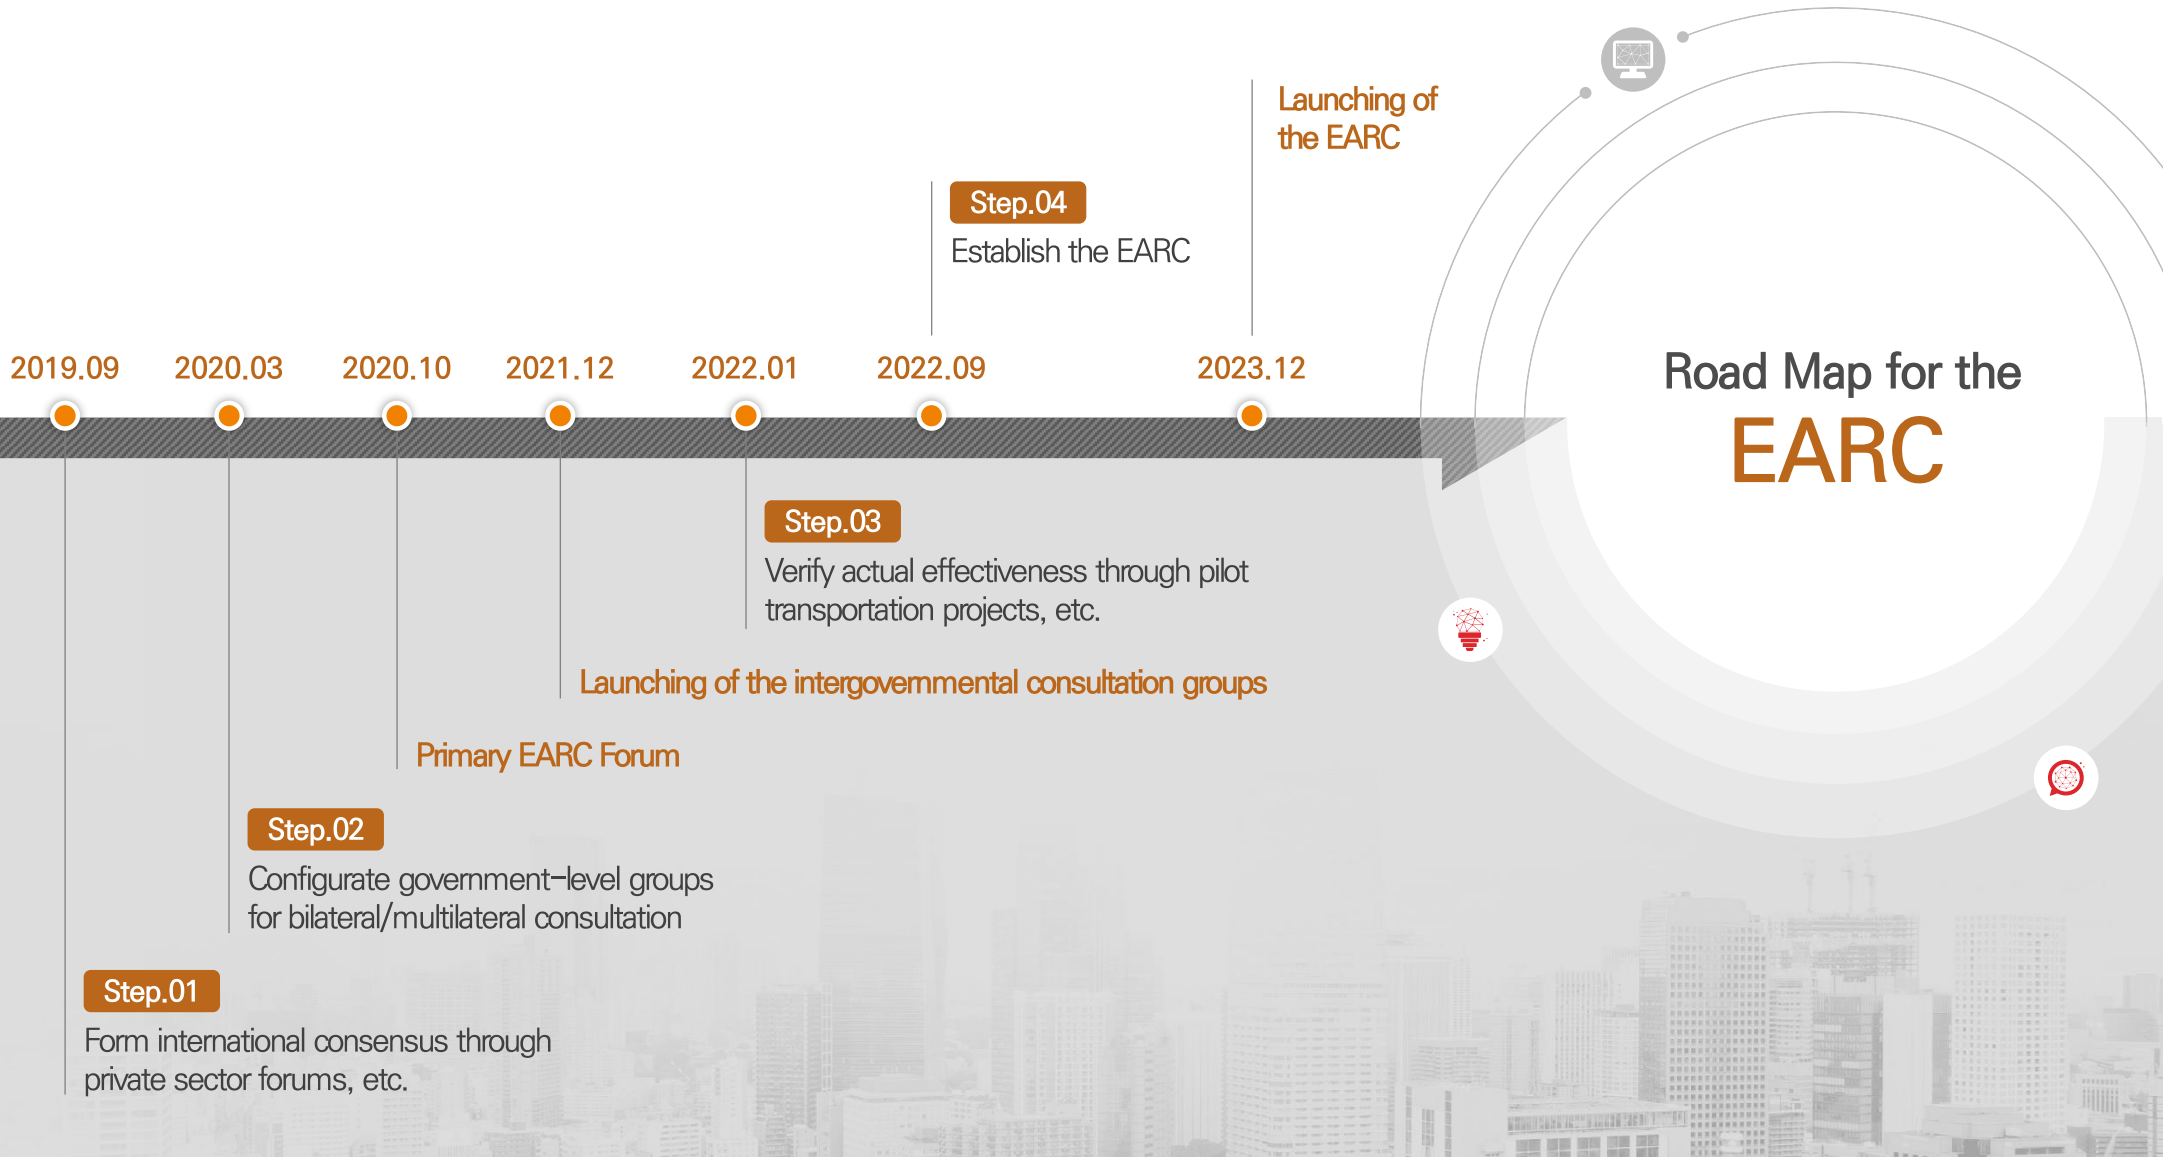 Launching of
the EARC
Step.04
Establish the EARC
2019.09 2020.03 2020.10 2021.12 2022.01 2022.09 2023.12
Road Map for the
EARC
Step.03
Verify actual effectiveness through pilot
transportation projects, etc.
Launching of the intergovernmental consultation groups
Primary EARC Forum
Step.02
Configurate government-level groups
for bilateral/multilateral consultation
Step.01
Form international consensus through
private sector forums, etc.